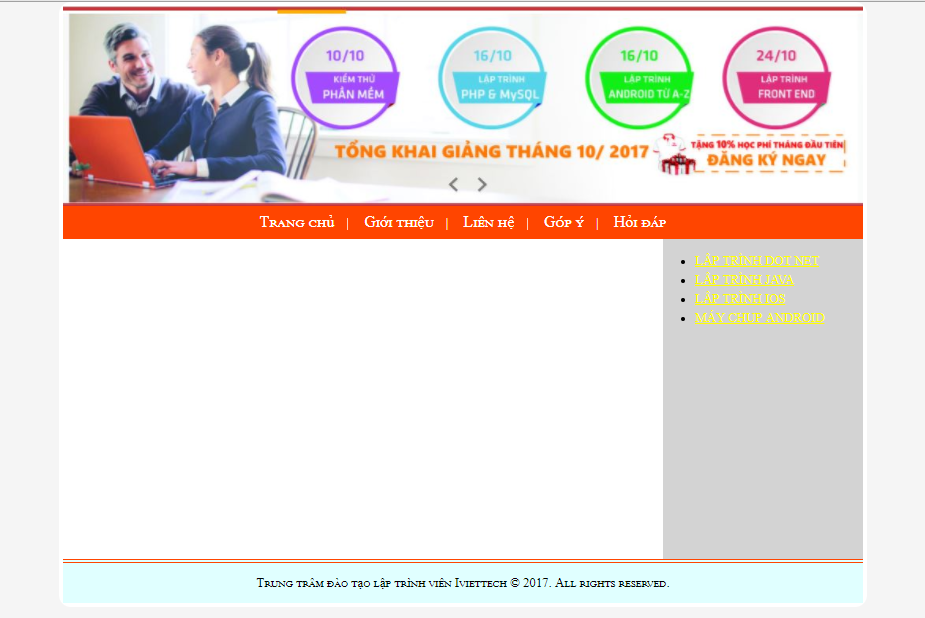 10/10
KIỂM THỬ
PHẦN MỀM
16/10
LẬP TRÌNH
PHP & MySQL
16/10
LẬP TRÌNH
ANDROID TỪ A-Z
24/10
LẬP TRÌNH
FRONT END
TỔNG KHAI GIẢNG THÁNG 10/ 2017
TẶNG 10% HỌC PHÍ THÁNG ĐẦU TIÊN
ĐĂNG KÝ NGAY
Trang chủ | Giới thiệu | Liên hệ | Góp ý | Hỏi đáp
LẬP TRÌNH DOT NET
LẬP TRÌNH JAVA
LẬP TRÌNH IOS
MÁY CHỤP ANDROID
Trung trâm đào tạo lập trình viên Iviettech © 2017. All rights reserved.